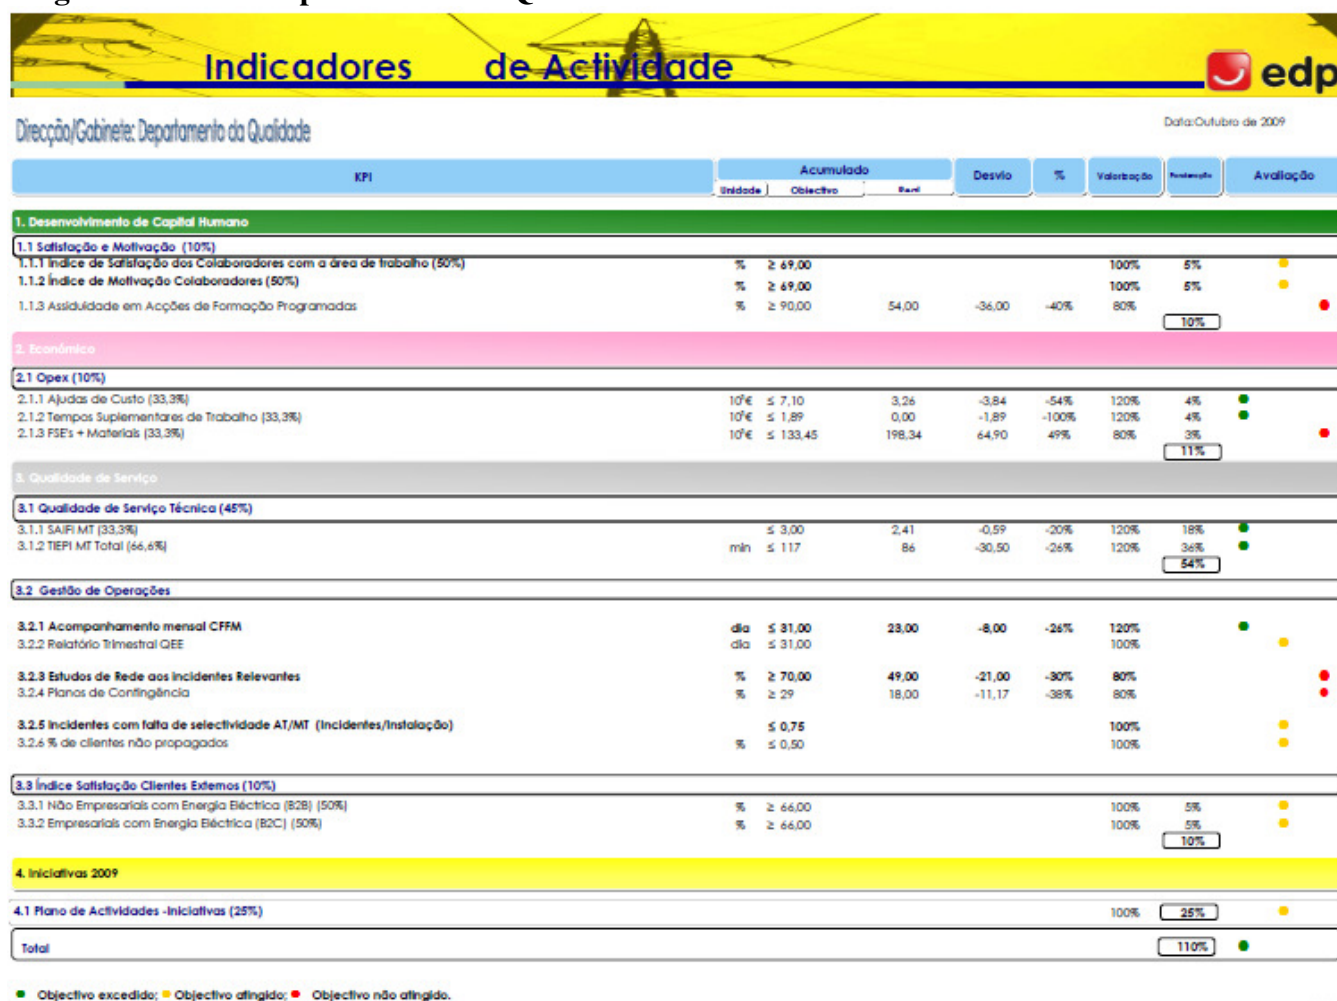 Indicadores de Actividade
edp
Direcção/Gabinete: Departamento da Qualidade
Data:Outubro de 2009
KPI Acumulado Desvio % Valorização Ponderação Avaliação
Unidade Objectivo Real
1. Desenvolvimento de Capital Humano
1.1 Satisfação e Motivação (10%)
1.1.1 Índice de Satisfação dos Colaboradores com a área de trabalho (50%) % ≥ 69,00 100% 5%
1.1.2 Índice de Motivação Colaboradores (50%) % ≥ 69,00 100% 5%
1.1.3 Assiduidade em Acções de Formação Programadas % ≥ 90,00 54,00 -36,00 -40% 80%
10%
2. Económico
2.1 Opex (10%)
2.1.1 Ajudas de Custo (33,3%) 10³€ ≤ 7,10 3,26 -3,84 -54% 120% 4%
2.1.2 Tempos Suplementares de Trabalho (33,3%) 10³€ ≤ 1,89 0,00 -1,89 -100% 120% 4%
2.1.3 FSE's + Materiais (33,3%) 10³€ ≤ 133,45 198,34 64,90 49% 80% 3%
11%
3. Qualidade de Serviço
3.1 Qualidade de Serviço Técnica (45%)
3.1.1 SAIFI MT (33,3%) ≤ 3,00 2,41 -0,59 -20% 120% 18%
3.1.2 TIEPI MT Total (66,6%) min ≤ 117 86 -30,50 -26% 120% 36%
54%
3.2 Gestão de Operações
3.2.1 Acompanhamento mensal CFFM dia ≤ 31,00 23,00 -8,00 -26% 120%
3.2.2 Relatório Trimestral QEE dia ≤ 31,00 100%
3.2.3 Estudos de Rede aos Incidentes Relevantes % ≥ 70,00 49,00 -21,00 -30% 80%
3.2.4 Planos de Contingência % ≥ 29 18,00 -11,17 -38% 80%
3.2.5 Incidentes com falta de selectividade AT/MT (Incidentes/Instalação) ≤ 0,75 100%
3.2.6 % de clientes não propagados % ≤ 0,50 100%
3.3 Índice Satisfação Clientes Externos (10%)
3.3.1 Não Empresariais com Energia Eléctrica (B2B) (50%) % ≥ 66,00 100% 5%
3.3.2 Empresariais com Energia Eléctrica (B2C) (50%) % ≥ 66,00 100% 5%
10%
4. Iniciativas 2009
4.1 Plano de Actividades -Iniciativas (25%) 100% 25%
Total 110%
Objectivo excedido; Objectivo atingido; Objectivo não atingido.